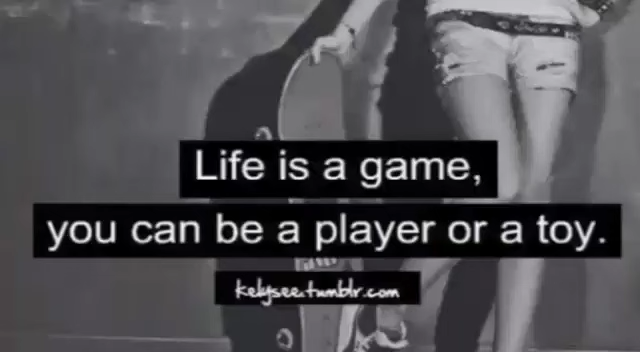 Life is a game,
you can be a player or a toy.
kelysee.tumblr.com